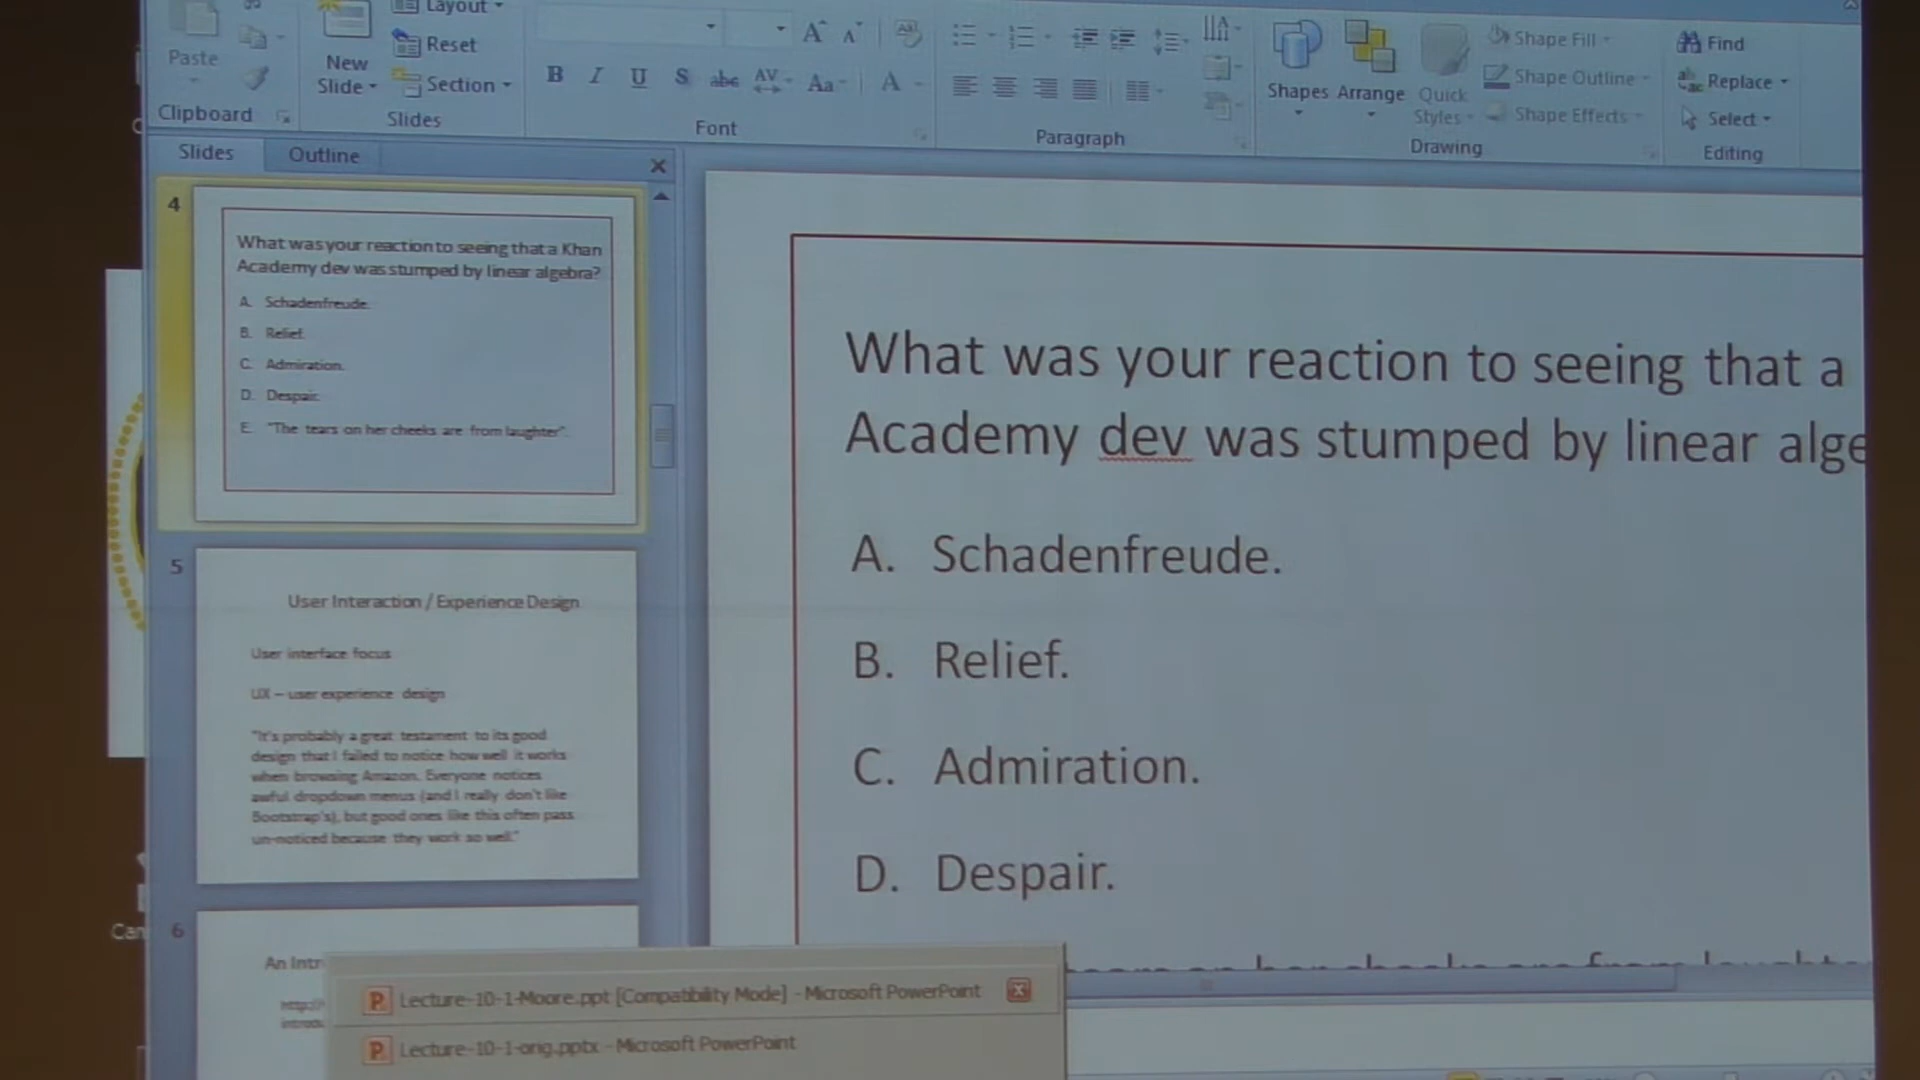 Layout
Paste
New
Slide
Reset
Section
Clipboard
Slides
B I U S abc AV Aa A
Font
Paragraph
Shapes
Arrange
Quick
Styles
Shape Fill
Shape Outline
Shape Effects
Drawing
Find
Replace
Select
Editing
Slides
Outline
4
What was your reaction to seeing that a Khan
Academy dev was stumped by linear algebra?
A. Schadenfreude.
B. Relief.
C. Admiration.
D. Despair.
E. "The tears on her cheeks are from laughter".
5
User Interaction / Experience Design
User interface focus
UX – user experience design
"It's probably a great testament to its good
design that I failed to notice how well it works
when browsing Amazon. Everyone notices
awful dropdown menus (and I really don't like
Bootstrap's), but good ones like this often pass
un-noticed because they work so well."
6
An Intr
What was your reaction to seeing that a
Academy dev was stumped by linear alge
A. Schadenfreude.
B. Relief.
C. Admiration.
D. Despair.
Can
Lecture-10-1-Moore.ppt [Compatibility Mode] - Microsoft PowerPoint
Lecture-10-1-orig.pptx - Microsoft PowerPoint